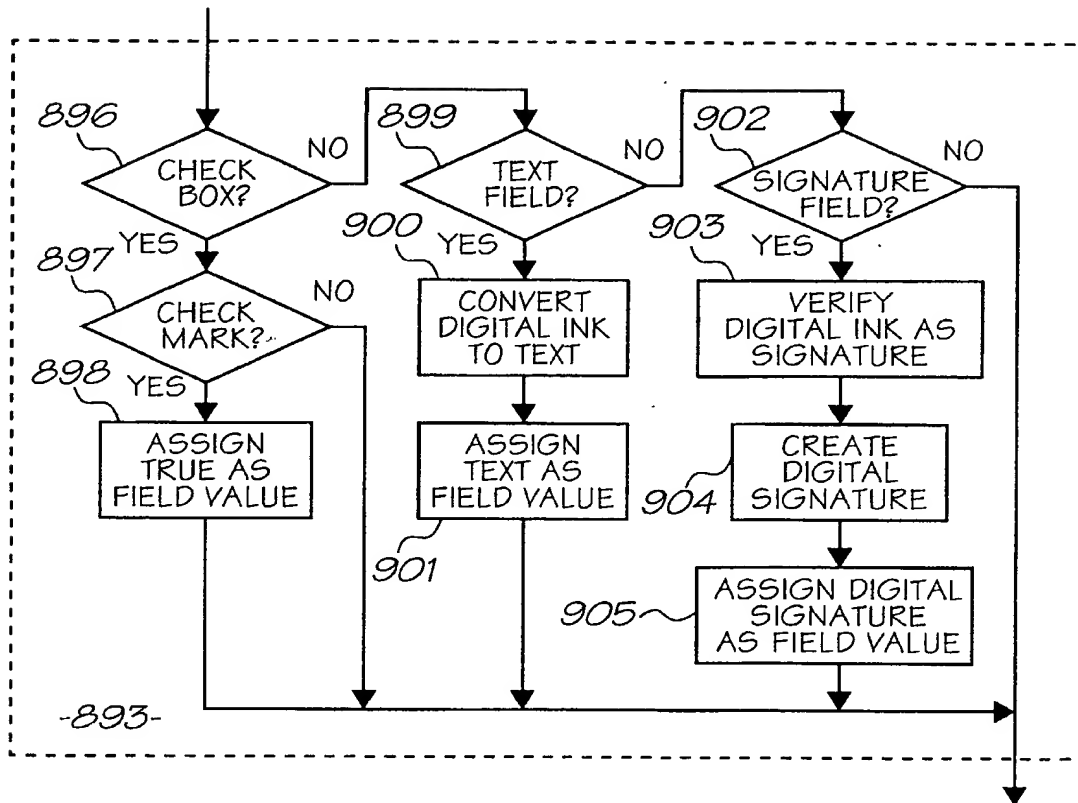 896
CHECK
BOX?
NO
YES
897
CHECK
MARK?
NO
YES
898
ASSIGN
TRUE AS
FIELD VALUE
899
TEXT
FIELD?
NO
YES
900
CONVERT
DIGITAL INK
TO TEXT
ASSIGN
TEXT AS
FIELD VALUE
901
902
SIGNATURE
FIELD?
NO
YES
903
VERIFY
DIGITAL INK AS
SIGNATURE
CREATE
DIGITAL
SIGNATURE
904
905
ASSIGN DIGITAL
SIGNATURE
AS FIELD VALUE
-893-